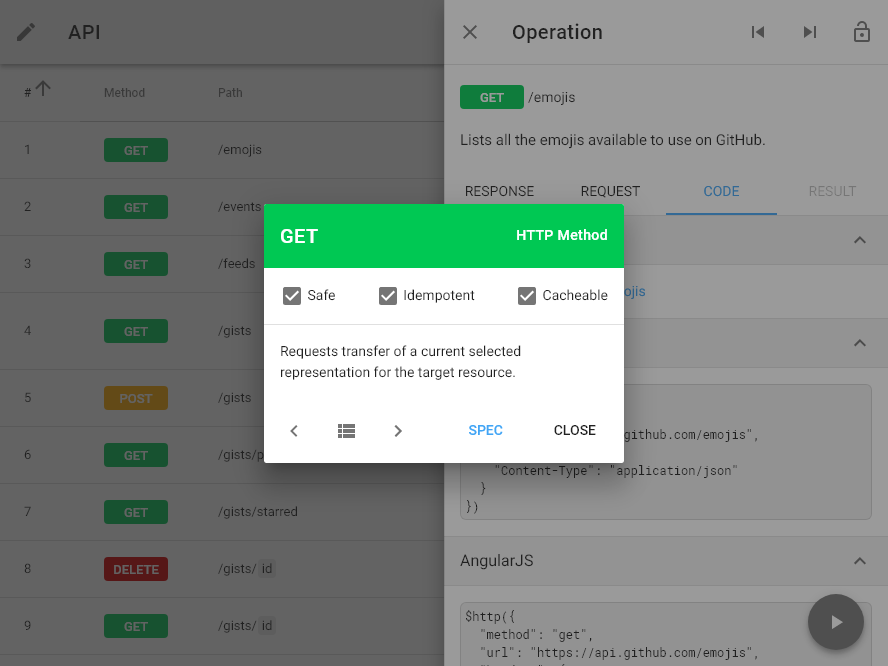 API
# Method Path
1 GET /emojis
2 GET /events
3 GET /feeds
4 GET /gists
5 POST /gists
6 GET /gists/p
7 GET /gists/starred
8 DELETE /gists/ id
9 GET /gists/ id
Operation
GET /emojis
Lists all the emojis available to use on GitHub.
RESPONSE REQUEST CODE RESULT
ojis
github.com/emojis",
"Content-Type": "application/json"
}
})
AngularJS
$http({
"method": "get",
"url": "https://api.github.com/emojis",
GET HTTP Method
Safe Idempotent Cacheable
Requests transfer of a current selected
representation for the target resource.
SPEC CLOSE